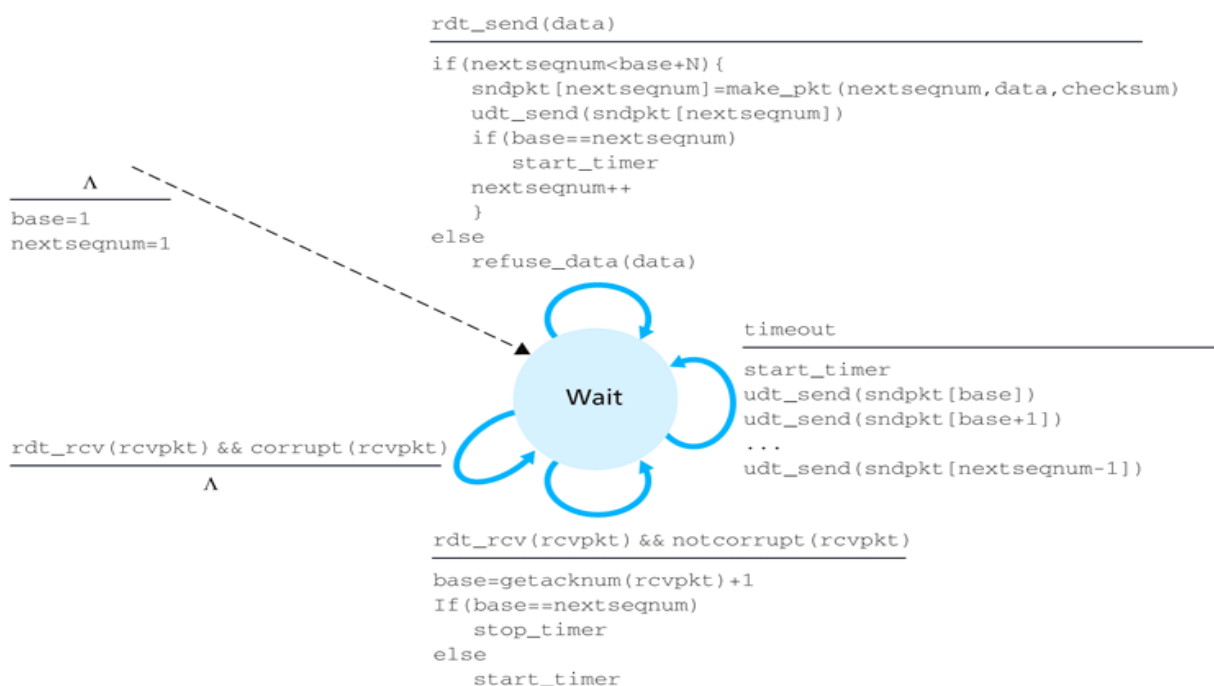 rdt_send(data)
if(nextseqnum<base+N){
sndpkt[nextseqnum]=make_pkt(nextseqnum,data,checksum)
udt_send(sndpkt[nextseqnum])
if(base==nextseqnum)
start_timer
nextseqnum++
}
else
refuse_data(data)
Λ
base=1
nextseqnum=1
Wait
timeout
start_timer
udt_send(sndpkt[base])
udt_send(sndpkt[base+1])
...
udt_send(sndpkt[nextseqnum-1])
rdt_rcv(rcvpkt) && corrupt(rcvpkt)
Λ
rdt_rcv(rcvpkt) && notcorrupt(rcvpkt)
base=getacknum(rcvpkt)+1
If(base==nextseqnum)
stop_timer
else
start_timer